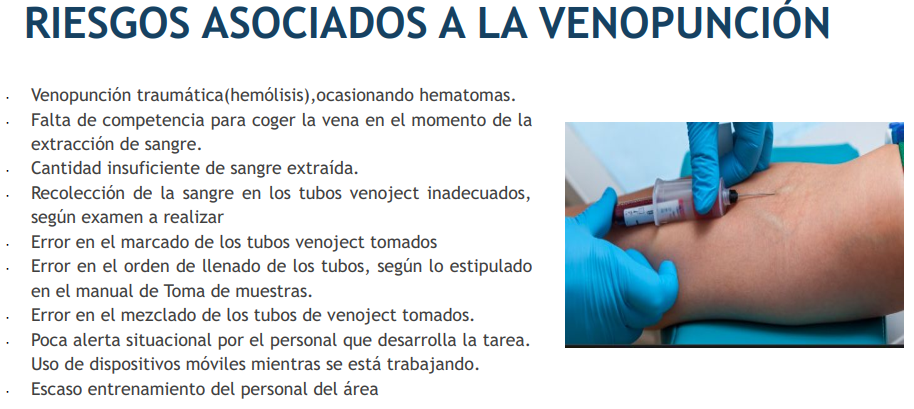 RIESGOS ASOCIADOS A LA VENOPUNCIÓN
· Venopunción traumática(hemólisis),ocasionando hematomas.
· Falta de competencia para coger la vena en el momento de la
extracción de sangre.
· Cantidad insuficiente de sangre extraída.
· Recolección de la sangre en los tubos venoject inadecuados,
según examen a realizar
· Error en el marcado de los tubos venoject tomados
· Error en el orden de llenado de los tubos, según lo estipulado
en el manual de Toma de muestras.
· Error en el mezclado de los tubos de venoject tomados.
· Poca alerta situacional por el personal que desarrolla la tarea.
Uso de dispositivos móviles mientras se está trabajando.
· Escaso entrenamiento del personal del área